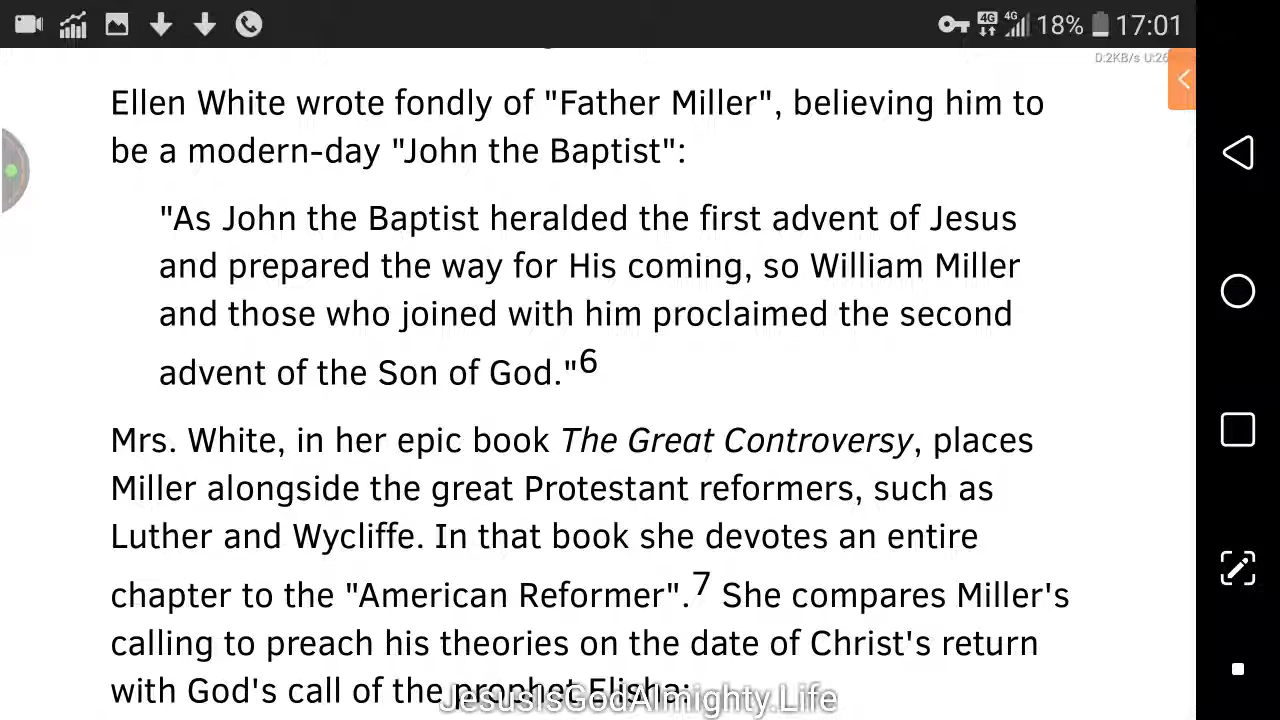 18% 17:01
D:2KB/s U:26
Ellen White wrote fondly of "Father Miller", believing him to
be a modern-day "John the Baptist":
"As John the Baptist heralded the first advent of Jesus
and prepared the way for His coming, so William Miller
and those who joined with him proclaimed the second
advent of the Son of God."6
Mrs. White, in her epic book The Great Controversy, places
Miller alongside the great Protestant reformers, such as
Luther and Wycliffe. In that book she devotes an entire
chapter to the "American Reformer".7 She compares Miller's
calling to preach his theories on the date of Christ's return
with God's call of the prophet Elisha:
JesusIsGodAlmighty.Life